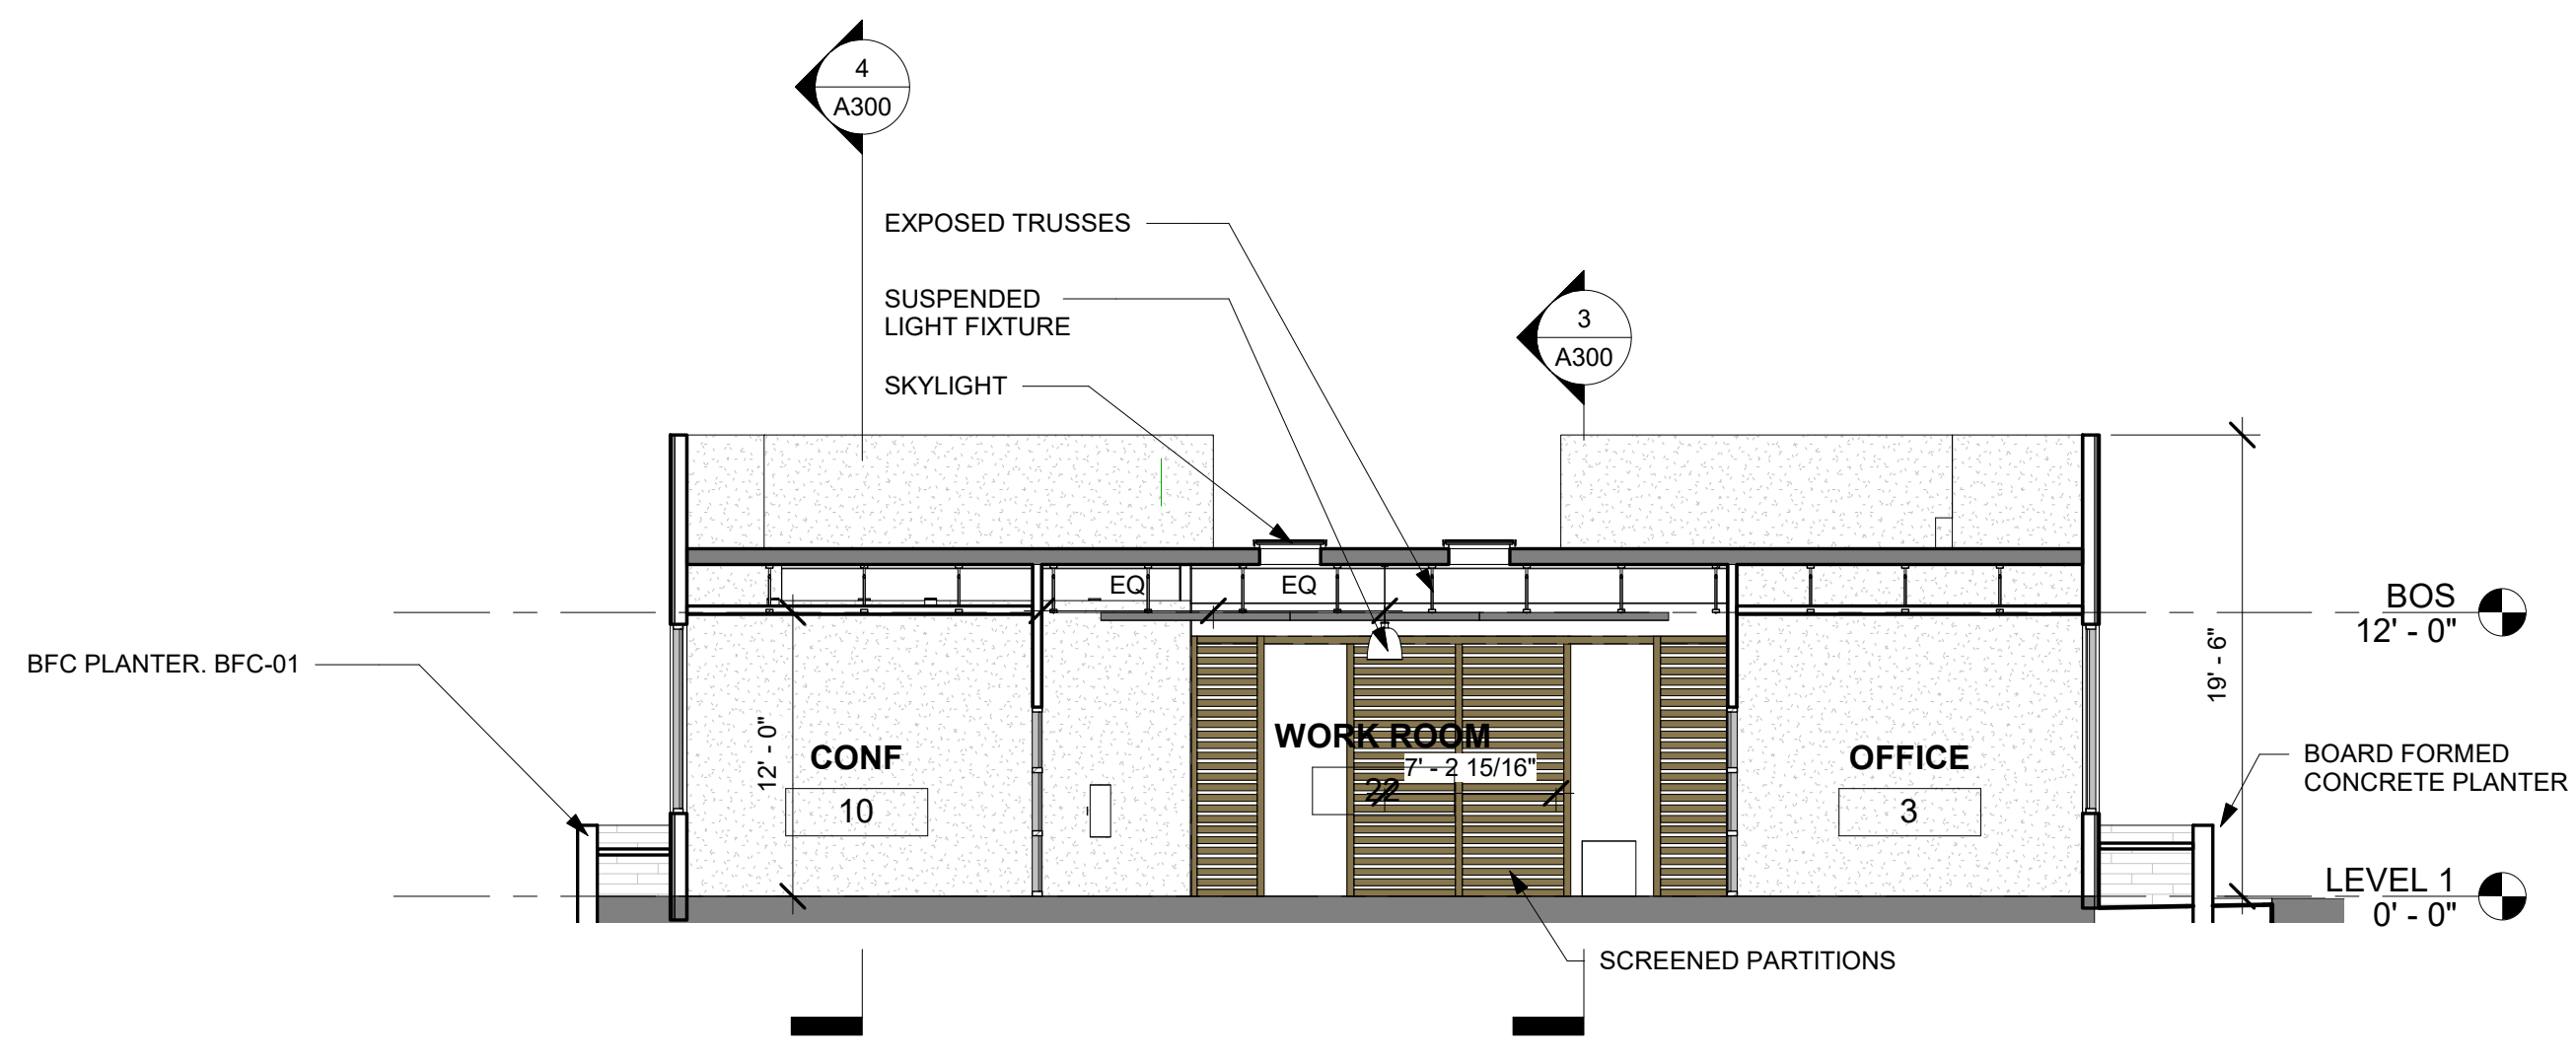 4
A300
EXPOSED TRUSSES
SUSPENDED
LIGHT FIXTURE
SKYLIGHT
3
A300
EQ
EQ
BOS
12' - 0"
19' - 6"
BFC PLANTER. BFC-01
12' - 0"
CONF
10
WORK ROOM
7' - 2 15/16"
22
OFFICE
3
BOARD FORMED
CONCRETE PLANTER
LEVEL 1
0' - 0"
SCREENED PARTITIONS